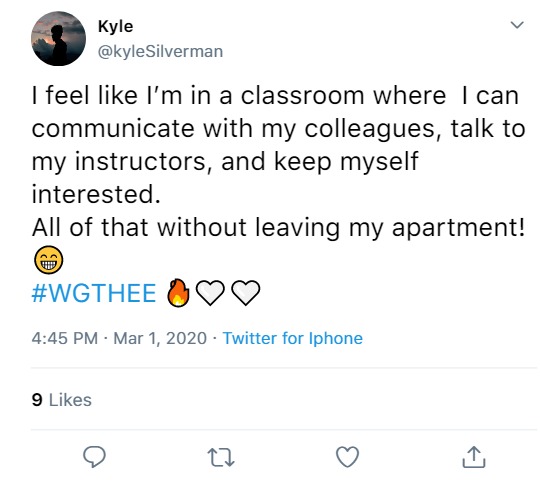 Kyle
@kyleSilverman
I feel like I'm in a classroom where  I can
communicate with my colleagues, talk to
my instructors, and keep myself
interested.
All of that without leaving my apartment!
😁
#WGTHEE 🔥🤍🤍
4:45 PM · Mar 1, 2020 · Twitter for Iphone
9 Likes